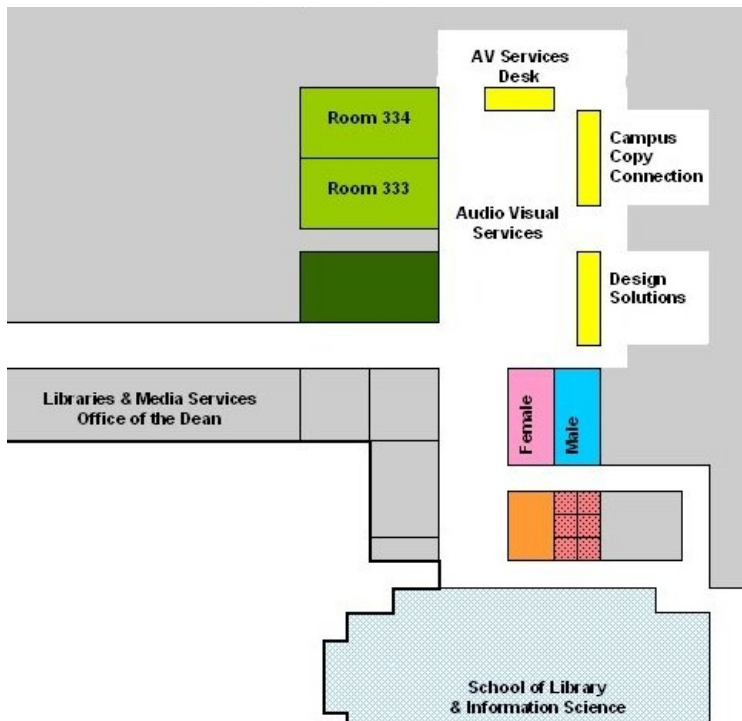 AV Services
Desk
Room 334
Campus
Copy
Connection
Room 333
Audio Visual
Services
Design
Solutions
Libraries & Media Services
Office of the Dean
Female
Male
School of Library
& Information Science